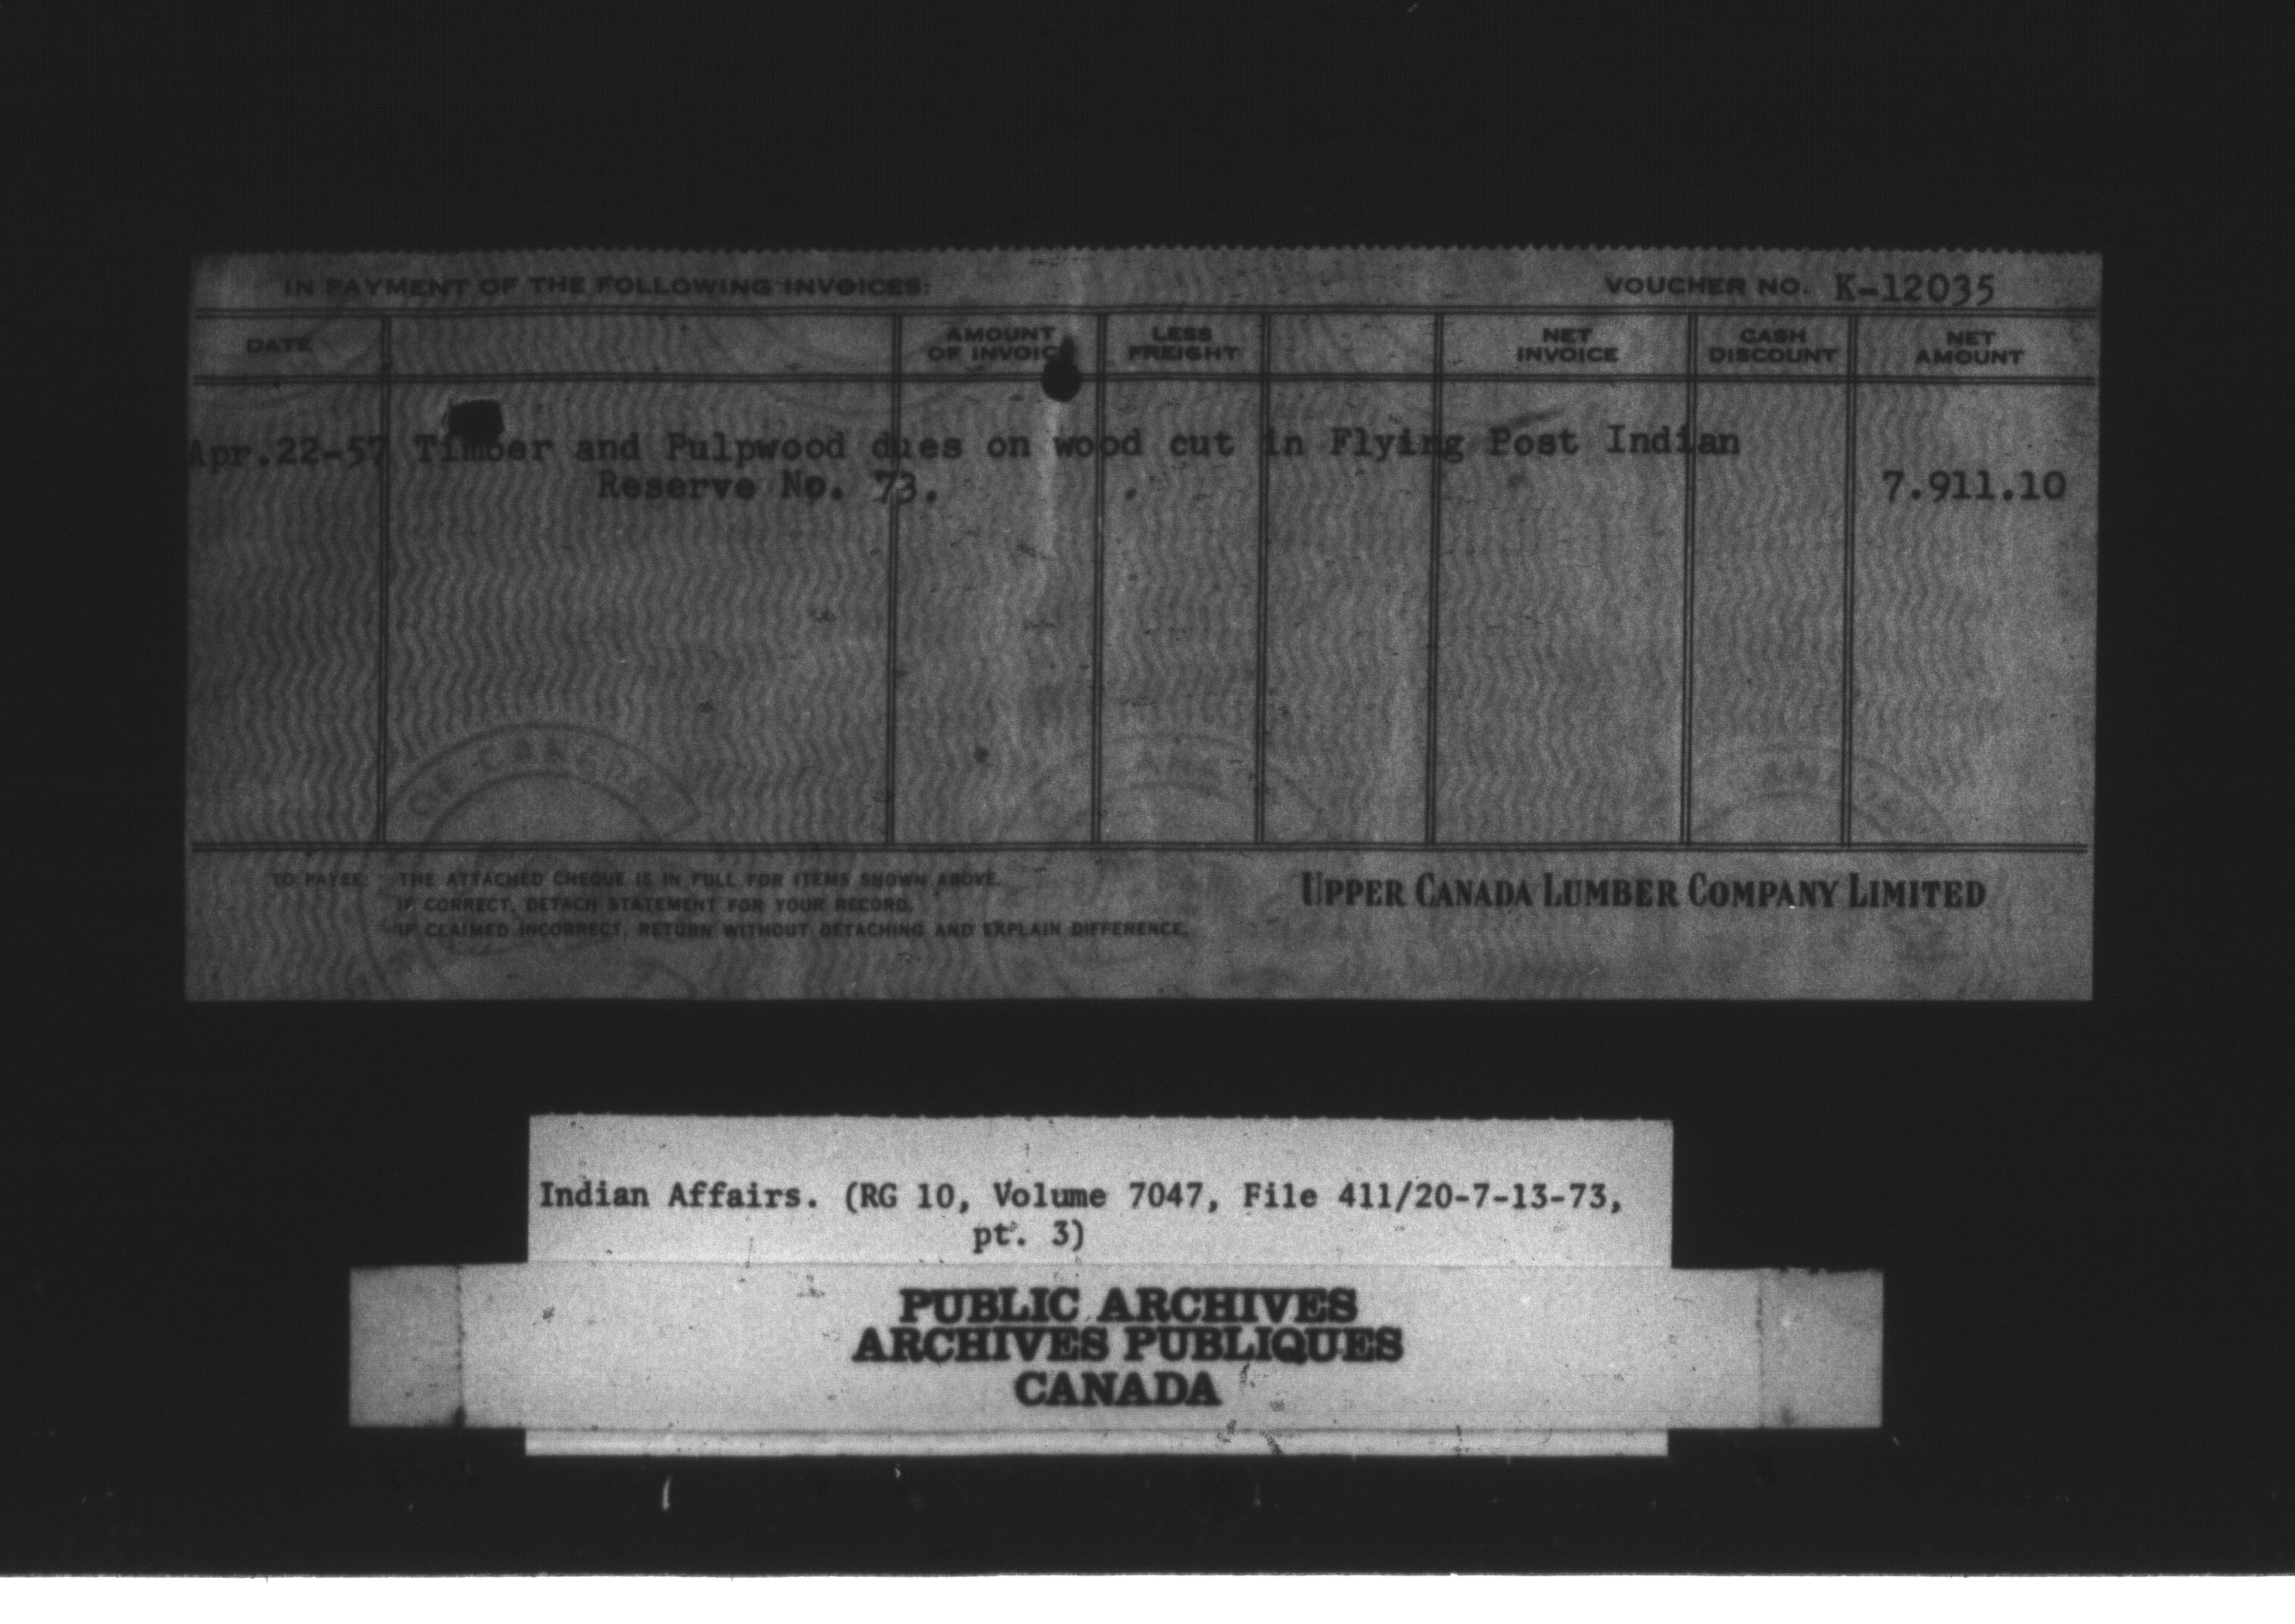 IN PAYMENT OF THE FOLLOWING INVOICES: VOUCHER NO. K-12035
DATE AMOUNT OF INVOICE LESS FREIGHT NET INVOICE CASH DISCOUNT NET AMOUNT
Apr.22-57 Timber and Pulpwood dues on wood cut in Flying Post Indian
Reserve No. 73. 7.911.10
OF CANADA
TO PAYEE: THE ATTACHED CHEQUE IS IN FULL FOR ITEMS SHOWN ABOVE.
IF CORRECT, DETACH STATEMENT FOR YOUR RECORD.
IF CLAIMED INCORRECT, RETURN WITHOUT DETACHING AND EXPLAIN DIFFERENCE.
UPPER CANADA LUMBER COMPANY LIMITED
Indian Affairs. (RG 10, Volume 7047, File 411/20-7-13-73,
pt. 3)
PUBLIC ARCHIVES
ARCHIVES PUBLIQUES
CANADA